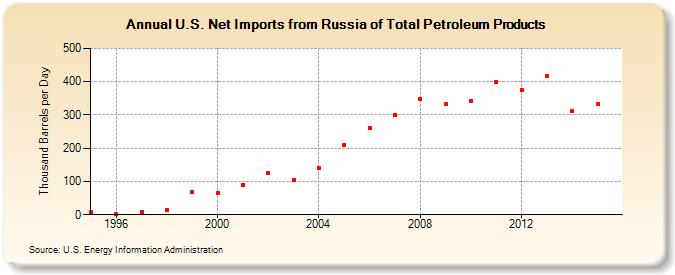 Annual U.S. Net Imports from Russia of Total Petroleum Products
Thousand Barrels per Day
500
400
300
200
100
0
1996 2000 2004 2008 2012
Source: U.S. Energy Information Administration